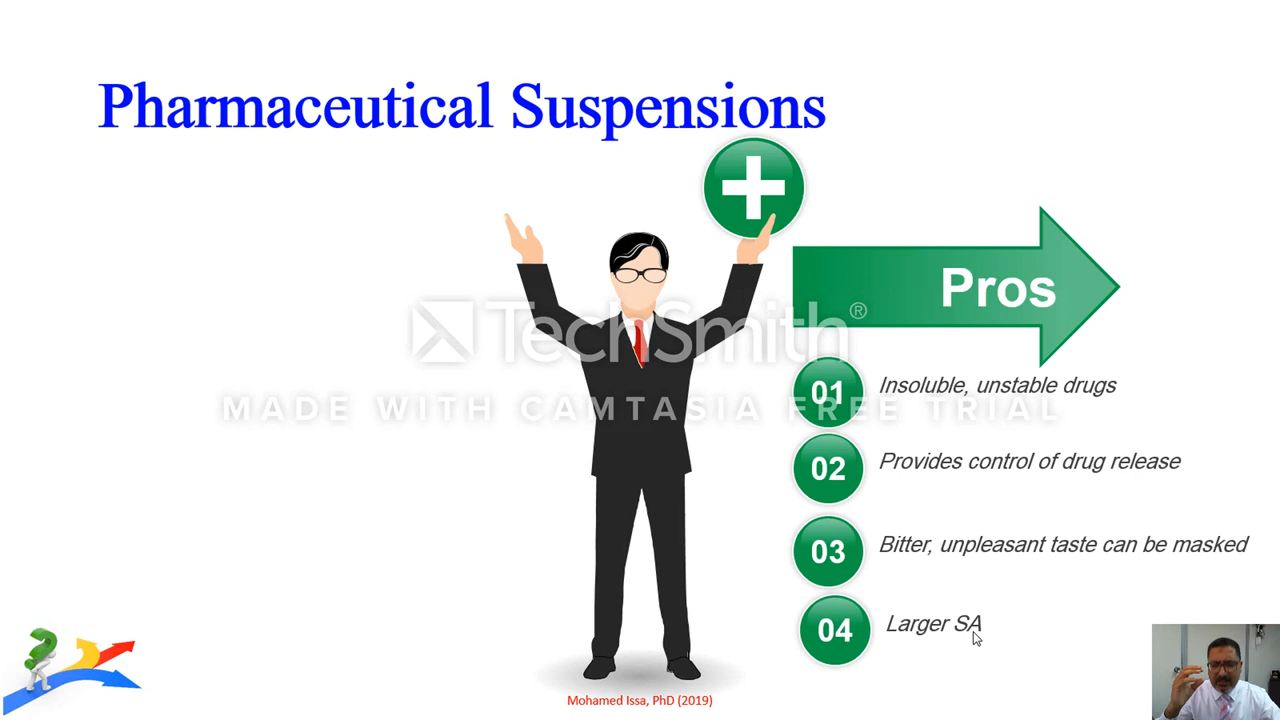 Pharmaceutical Suspensions
Pros
TechSmith®
MADE WITH CAMTASIA FREE TRIAL
01 Insoluble, unstable drugs
02 Provides control of drug release
03 Bitter, unpleasant taste can be masked
04 Larger SA
Mohamed Issa, PhD (2019)